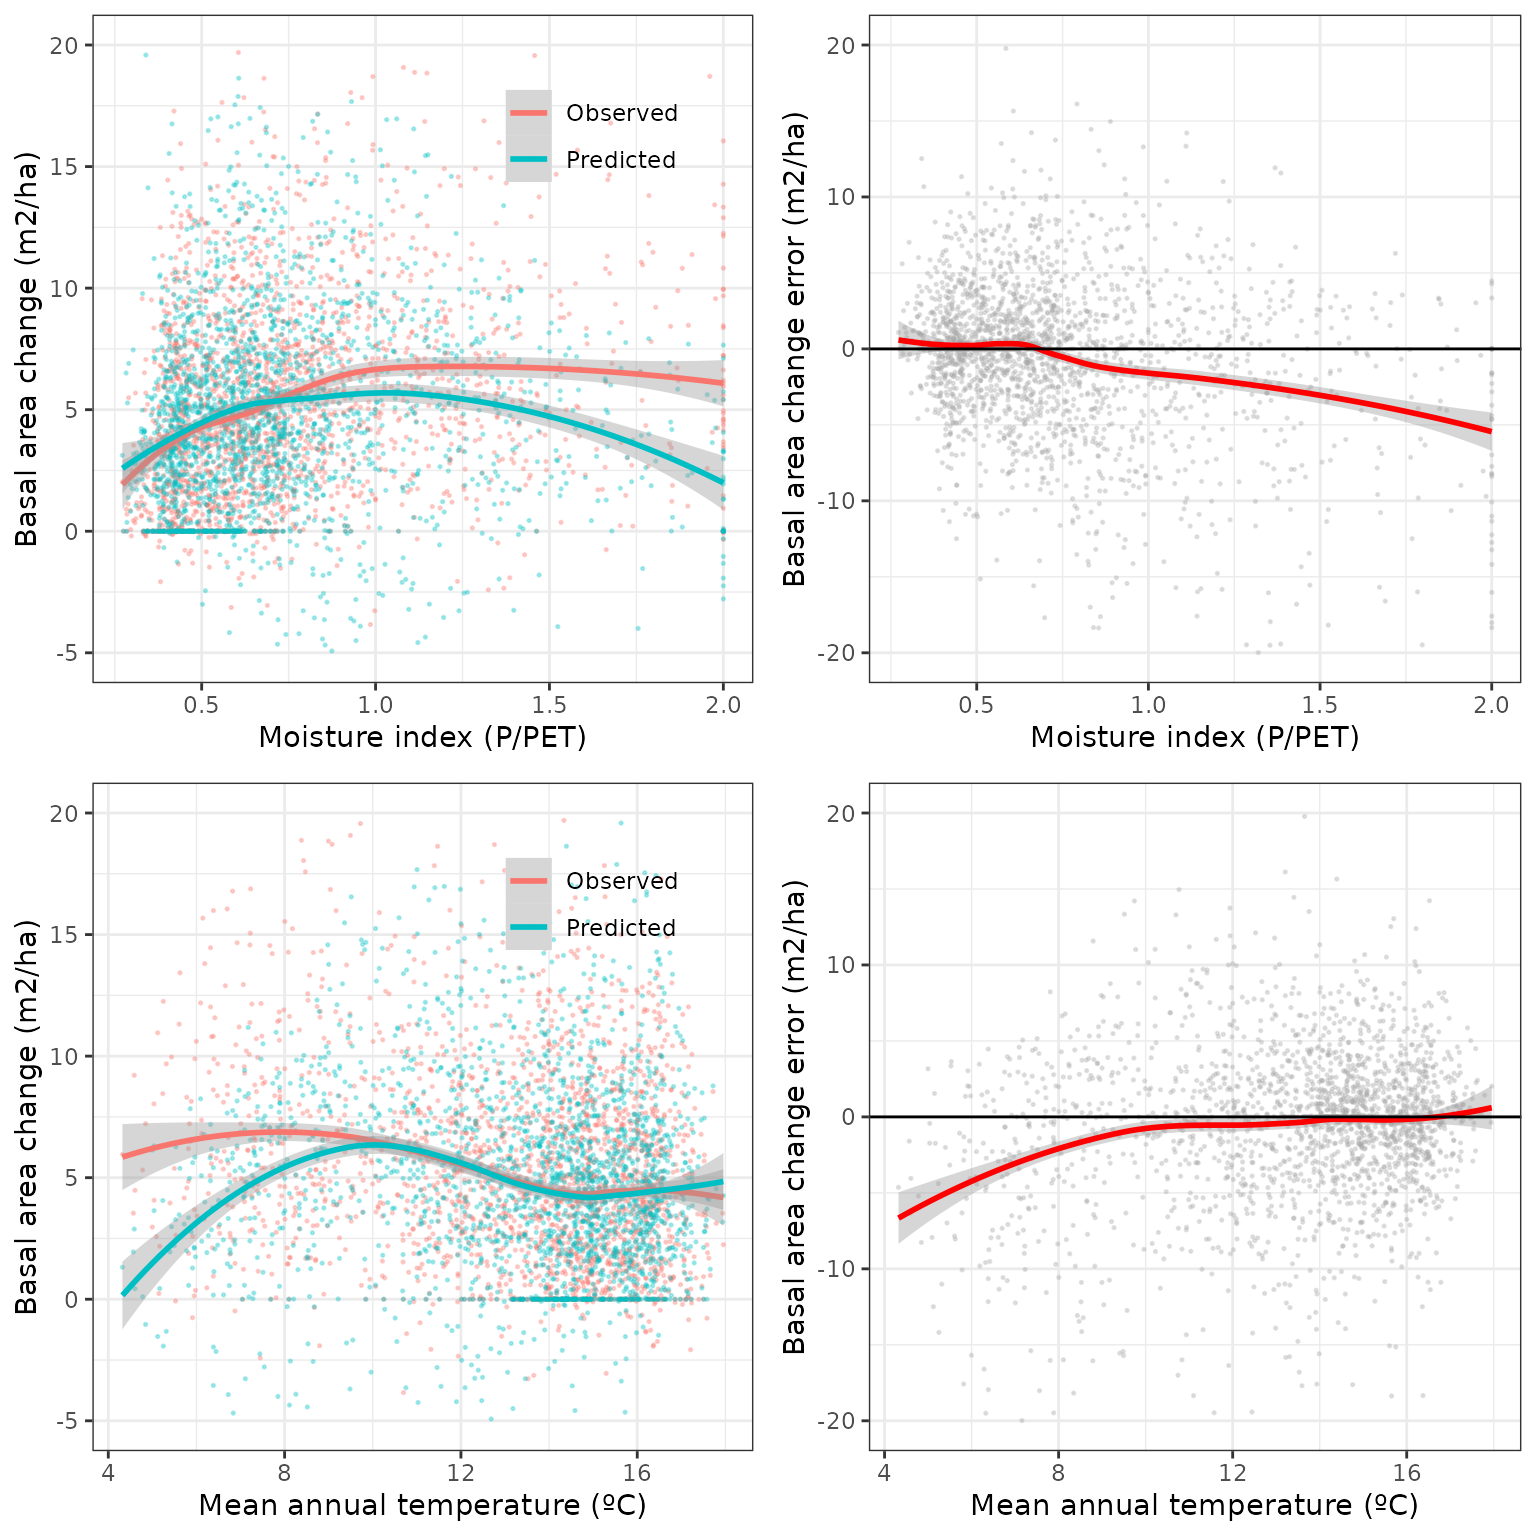 Basal area change (m2/ha)
20
15
10
5
0
-5
Observed
Predicted
0.5 1.0 1.5 2.0
Moisture index (P/PET)
Basal area change error (m2/ha)
20
10
0
-10
-20
0.5 1.0 1.5 2.0
Moisture index (P/PET)
Basal area change (m2/ha)
20
15
10
5
0
-5
Observed
Predicted
4 8 12 16
Mean annual temperature (ºC)
Basal area change error (m2/ha)
20
10
0
-10
-20
4 8 12 16
Mean annual temperature (ºC)